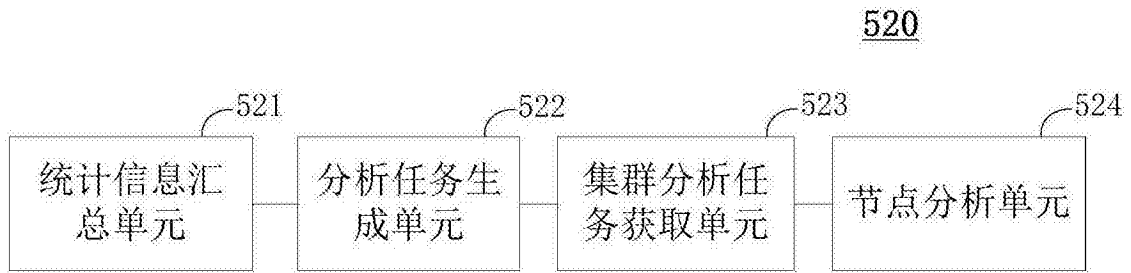 520
521
522
523
524
统计信息汇
总单元
分析任务生
成单元
集群分析任
务获取单元
节点分析单元